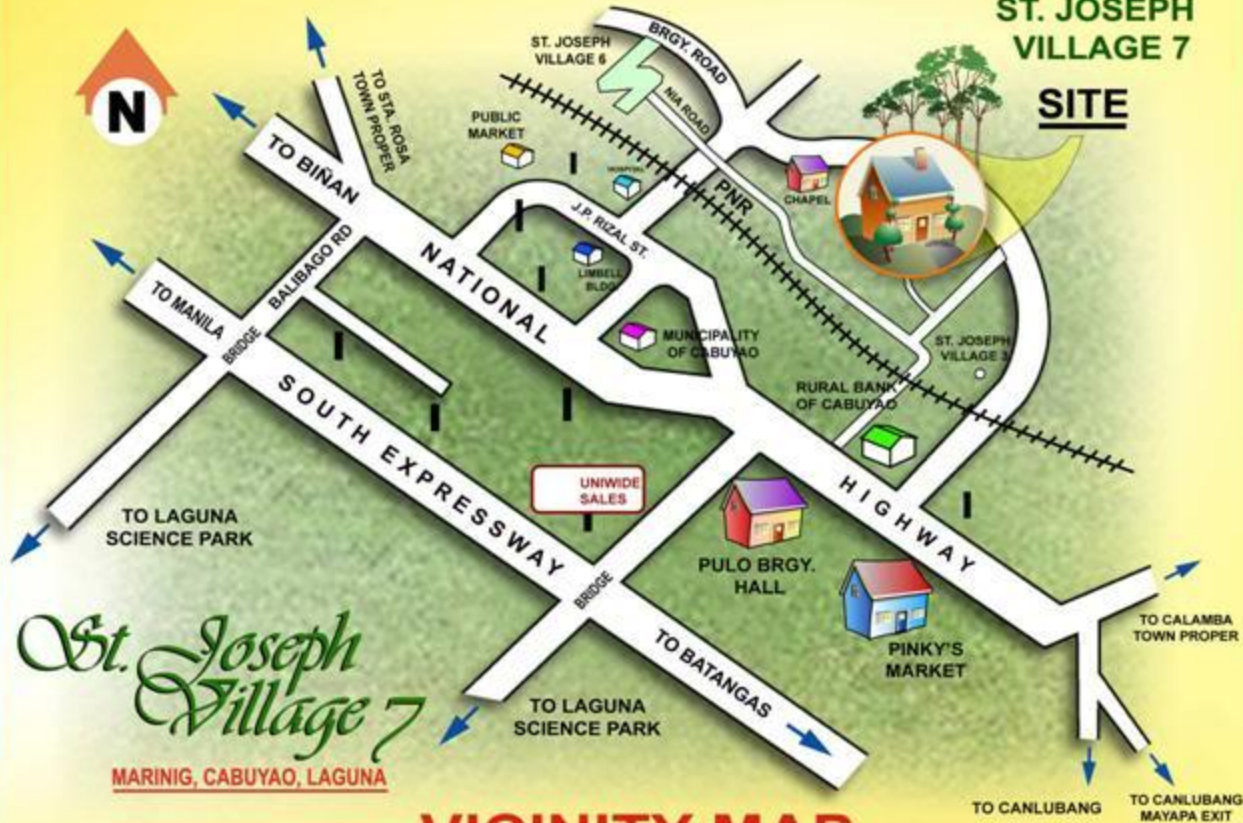 ST. JOSEPH
VILLAGE 7
SITE
N
ST. JOSEPH
VILLAGE 6
BRGY. ROAD
NIA ROAD
TO STA. ROSA
TOWN PROPER
PUBLIC
MARKET
HOSPITAL
PNR
CHAPEL
TO BIÑAN
J.P. RIZAL ST.
LIMBELL
BLDG
BALIBAGO RD
NATIONAL
TO MANILA
BRIDGE
MUNICIPALITY
OF CABUYAO
ST. JOSEPH
VILLAGE 3
RURAL BANK
OF CABUYAO
SOUTH EXPRESSWAY
UNIWIDE
SALES
HIGHWAY
TO LAGUNA
SCIENCE PARK
PULO BRGY.
HALL
BRIDGE
PINKY'S
MARKET
TO CALAMBA
TOWN PROPER
TO BATANGAS
TO LAGUNA
SCIENCE PARK
St. Joseph
Village 7
MARINIG, CABUYAO, LAGUNA
TO CANLUBANG
TO CANLUBANG
MAYAPA EXIT
VICINITY MAP